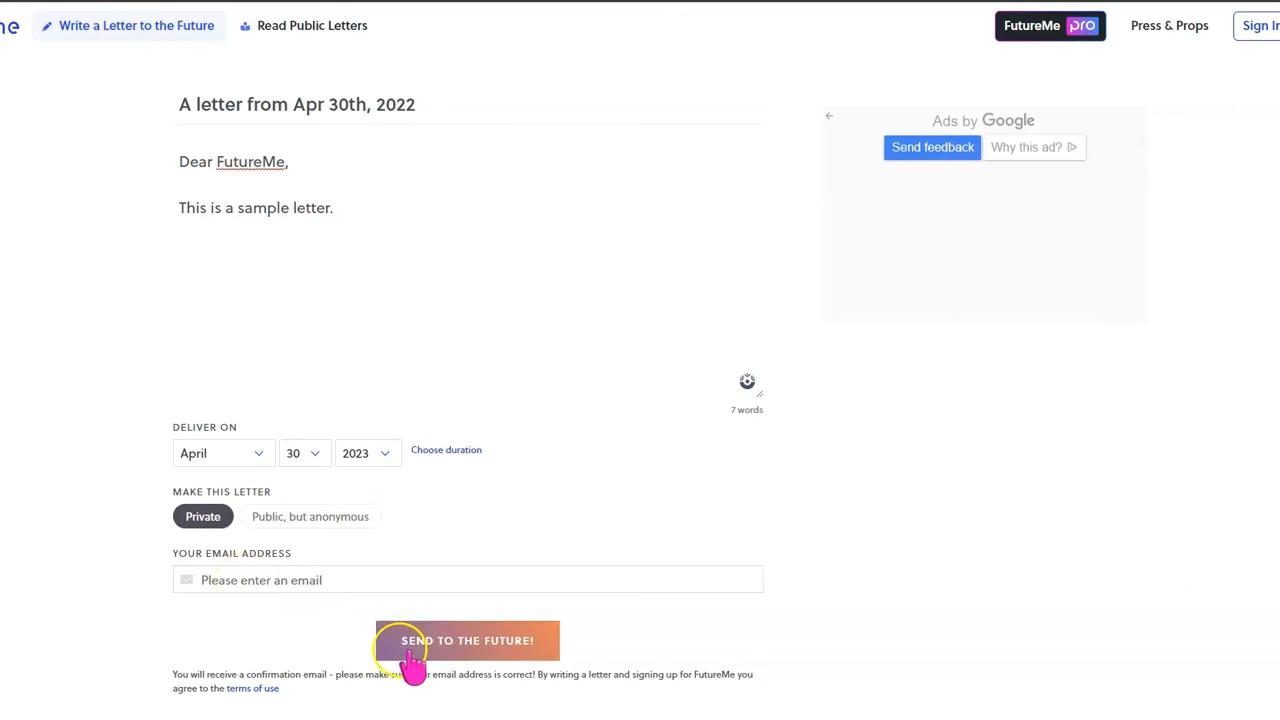 Write a Letter to the Future
Read Public Letters
FutureMe pro
Press & Props
A letter from Apr 30th, 2022
Ads by Google
Send feedback
Why this ad?
Dear FutureMe,
This is a sample letter.
7 words
DELIVER ON
April
30
2023
Choose duration
MAKE THIS LETTER
Private
Public, but anonymous
YOUR EMAIL ADDRESS
Please enter an email
SEND TO THE FUTURE!
You will receive a confirmation email - please make email address is correct! By writing a letter and signing up for FutureMe you
agree to the terms of use